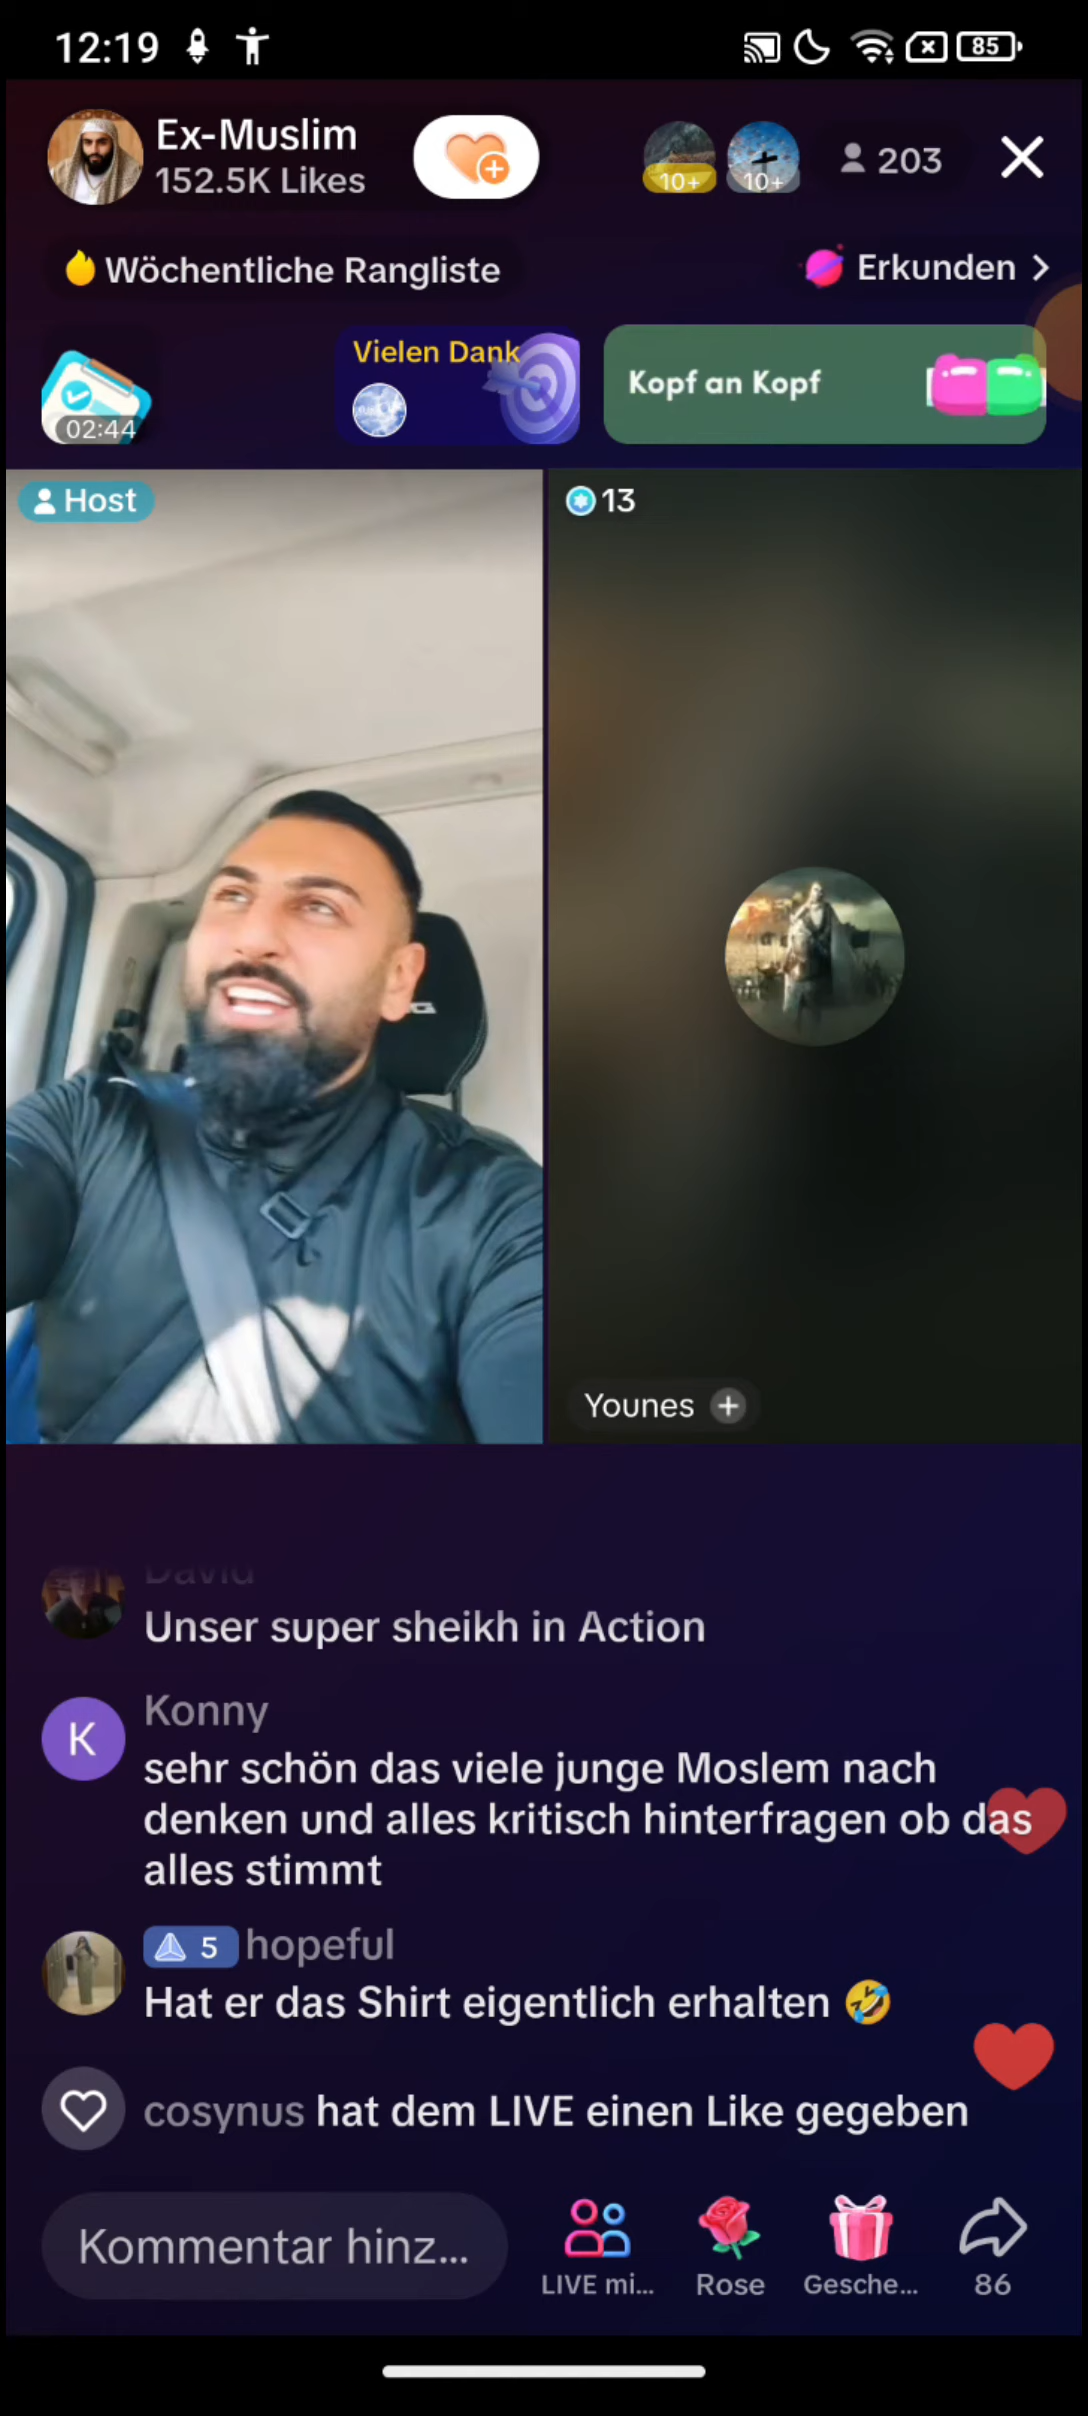 12:19
85
Ex-Muslim
152.5K Likes
10+
10+
203
Wöchentliche Rangliste
Erkunden
Vielen Dank
Kopf an Kopf
02:44
Host
13
Younes
David
Unser super sheikh in Action
K
Konny
sehr schön das viele junge Moslem nach
denken und alles kritisch hinterfragen ob das
alles stimmt
5 hopeful
Hat er das Shirt eigentlich erhalten 🤣
cosynus hat dem LIVE einen Like gegeben
Kommentar hinz...
LIVE mi...
Rose
Gesche...
86